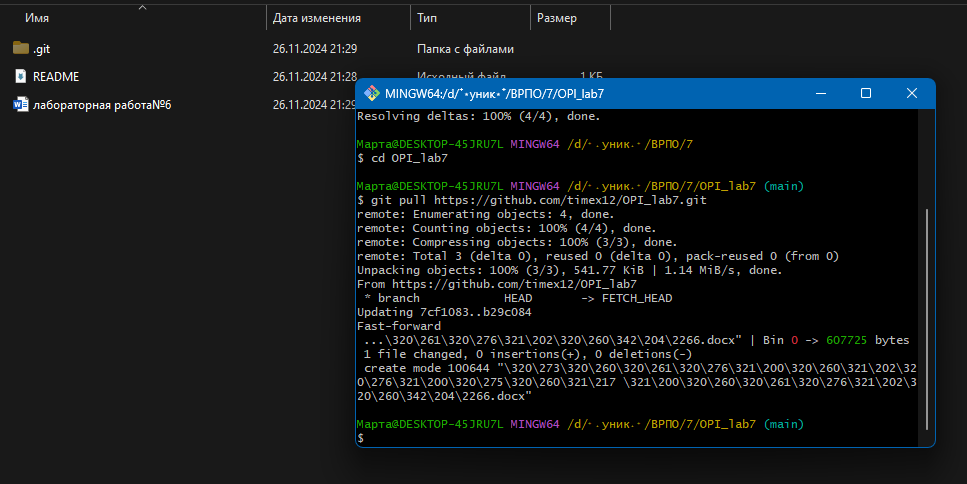 Имя Дата изменения Тип Размер
.git 26.11.2024 21:29 Папка с файлами
README 26.11.2024 21:28 Исходный файл 1 КБ
лабораторная работа№6 26.11.2024 21:29
MINGW64:/d/˚⋆уник⋆˚/ВРПО/7/OPI_lab7
Resolving deltas: 100% (4/4), done.
Марта@DESKTOP-45JRU7L MINGW64 /d/˚⋆уник⋆˚/ВРПО/7
$ cd OPI_lab7
Марта@DESKTOP-45JRU7L MINGW64 /d/˚⋆уник⋆˚/ВРПО/7/OPI_lab7 (main)
$ git pull https://github.com/timex12/OPI_lab7.git
remote: Enumerating objects: 4, done.
remote: Counting objects: 100% (4/4), done.
remote: Compressing objects: 100% (3/3), done.
remote: Total 3 (delta 0), reused 0 (delta 0), pack-reused 0 (from 0)
Unpacking objects: 100% (3/3), 541.77 KiB | 1.14 MiB/s, done.
From https://github.com/timex12/OPI_lab7
 * branch            HEAD       -> FETCH_HEAD
Updating 7cf1083..b29c084
Fast-forward
 ...\320\261\320\276\321\202\320\260\342\204\2266.docx" | Bin 0 -> 607725 bytes
 1 file changed, 0 insertions(+), 0 deletions(-)
 create mode 100644 "\320\273\320\260\320\261\320\276\321\200\320\260\321\202\32
0\276\321\200\320\275\320\260\321\217 \321\200\320\260\320\261\320\276\321\202\3
20\260\342\204\2266.docx"
Марта@DESKTOP-45JRU7L MINGW64 /d/˚⋆уник⋆˚/ВРПО/7/OPI_lab7 (main)
$